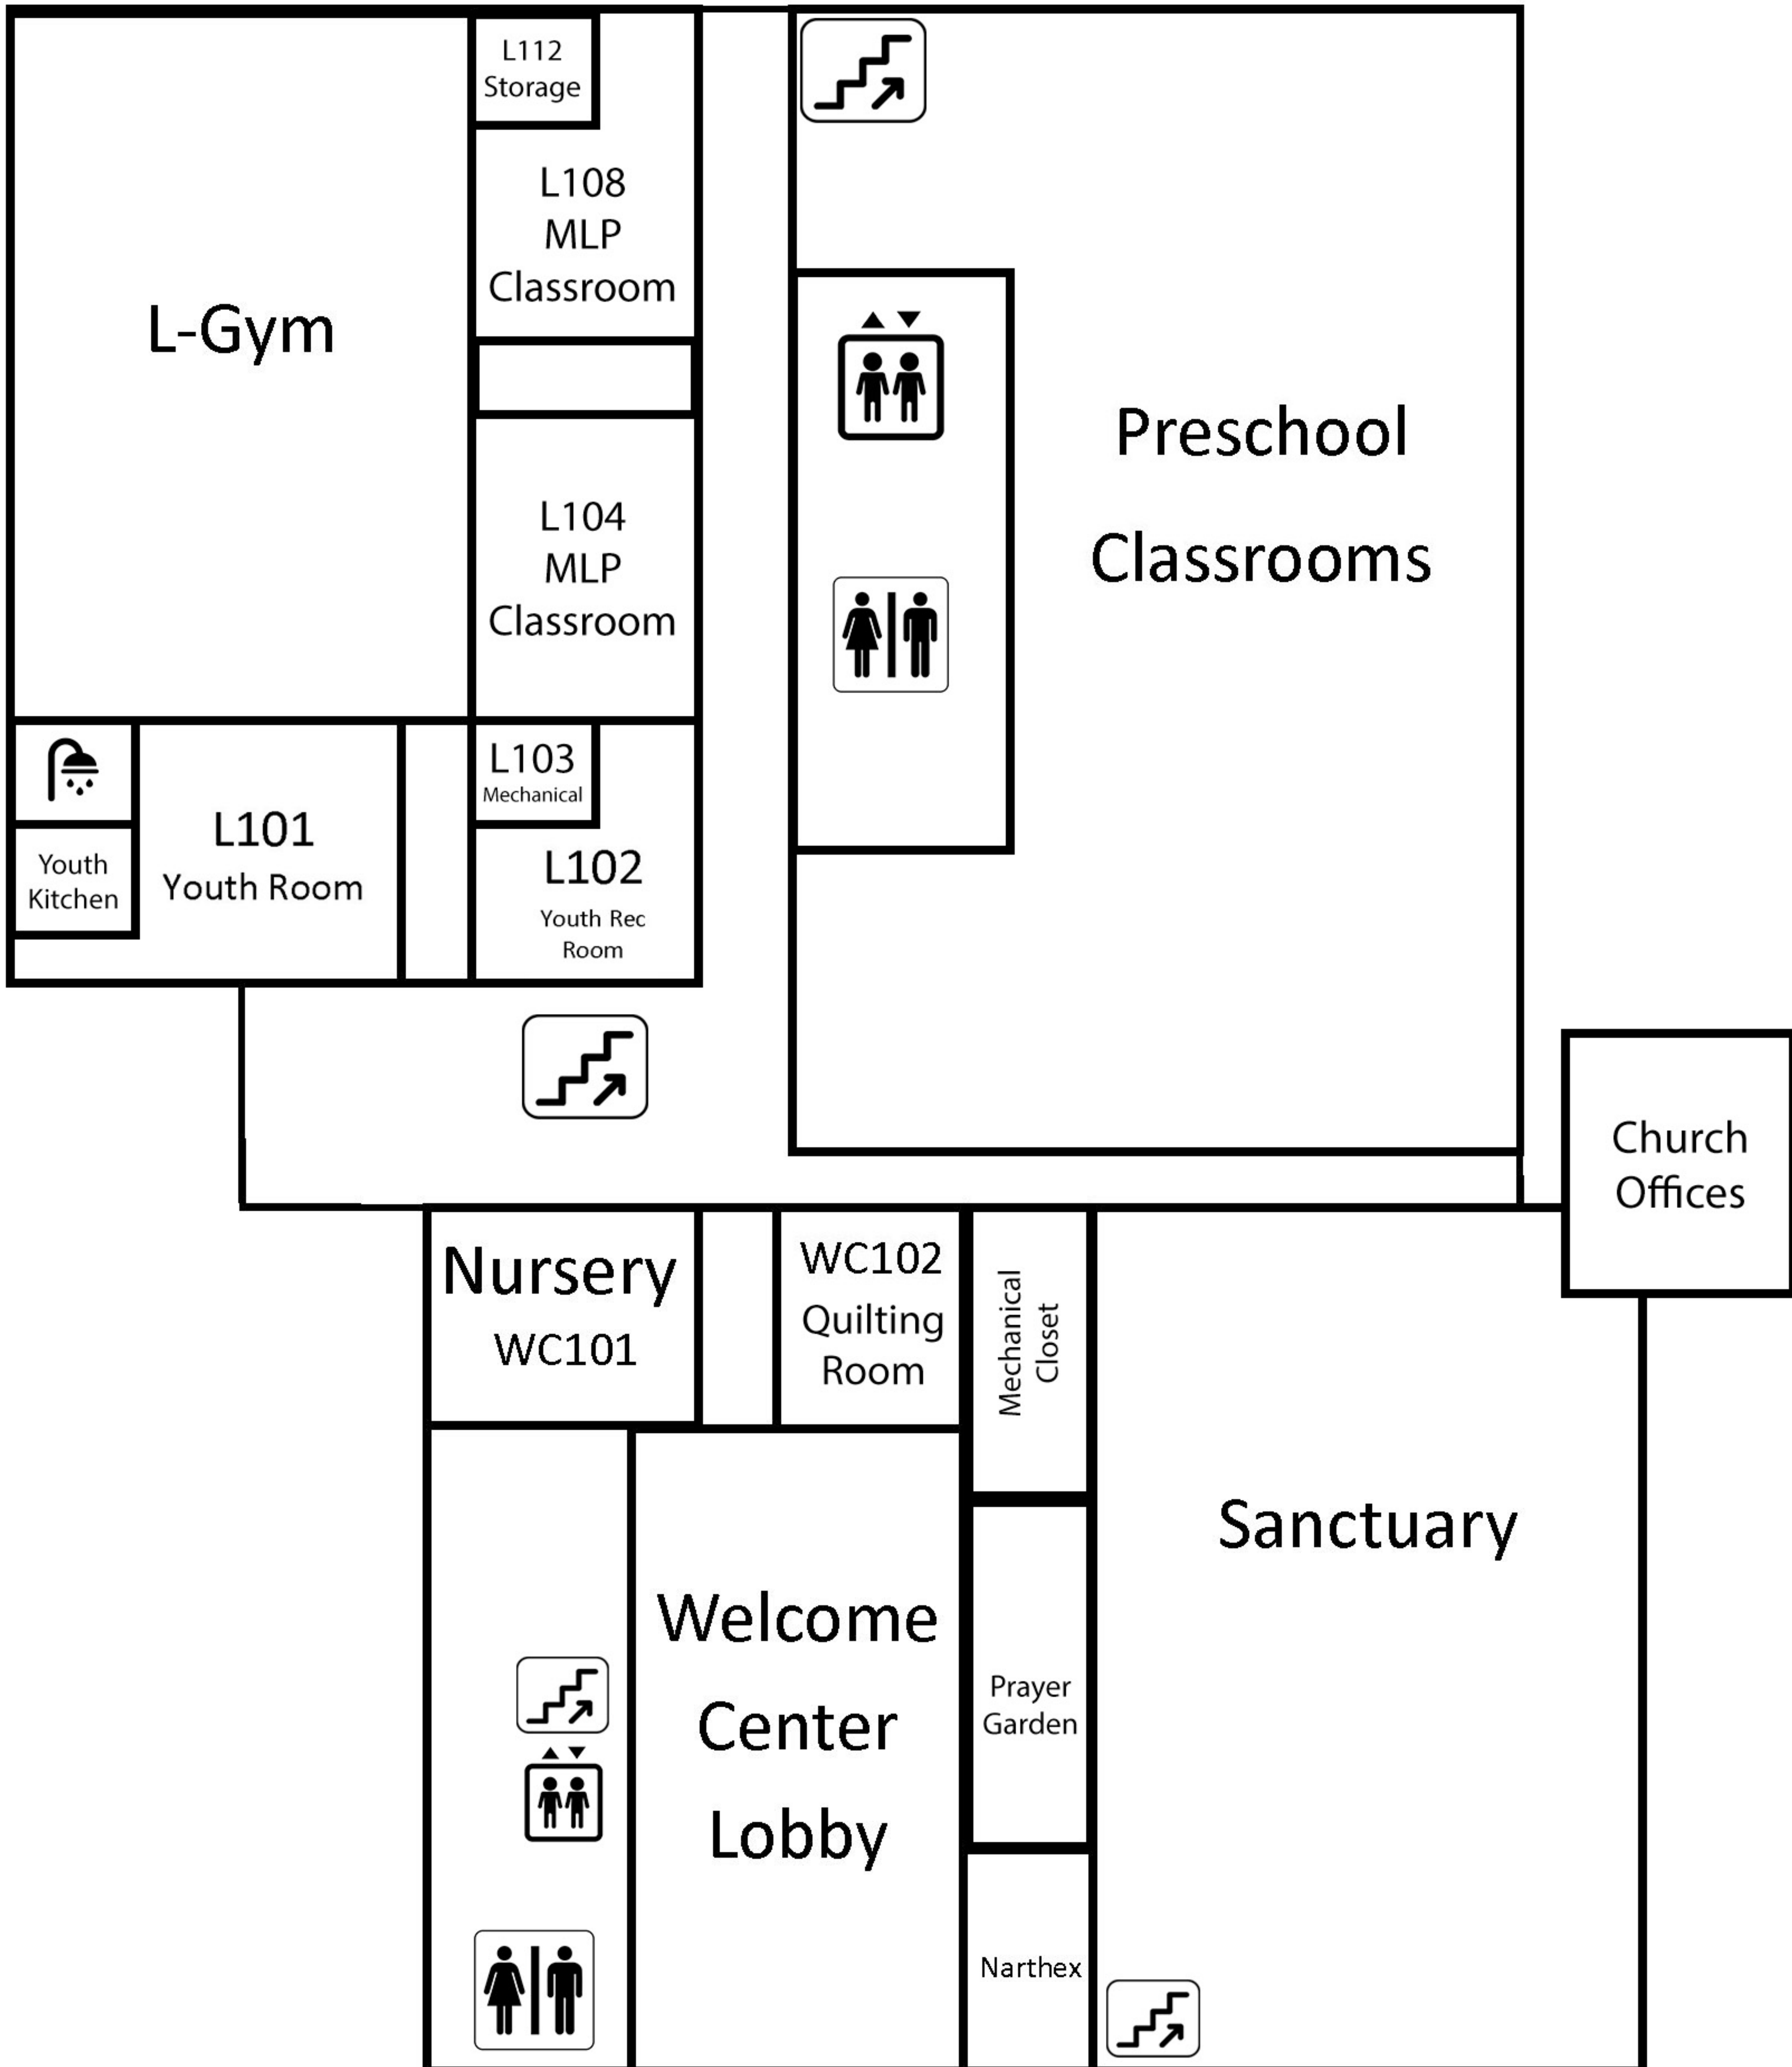 L112
Storage
L108
MLP
Classroom
L-Gym
Preschool
Classrooms
L104
MLP
Classroom
L103
Mechanical
L101
Youth Room
Youth
Kitchen
L102
Youth Rec
Room
Church
Offices
Nursery
WC101
WC102
Quilting
Room
Mechanical
Closet
Sanctuary
Welcome
Center
Lobby
Prayer
Garden
Narthex